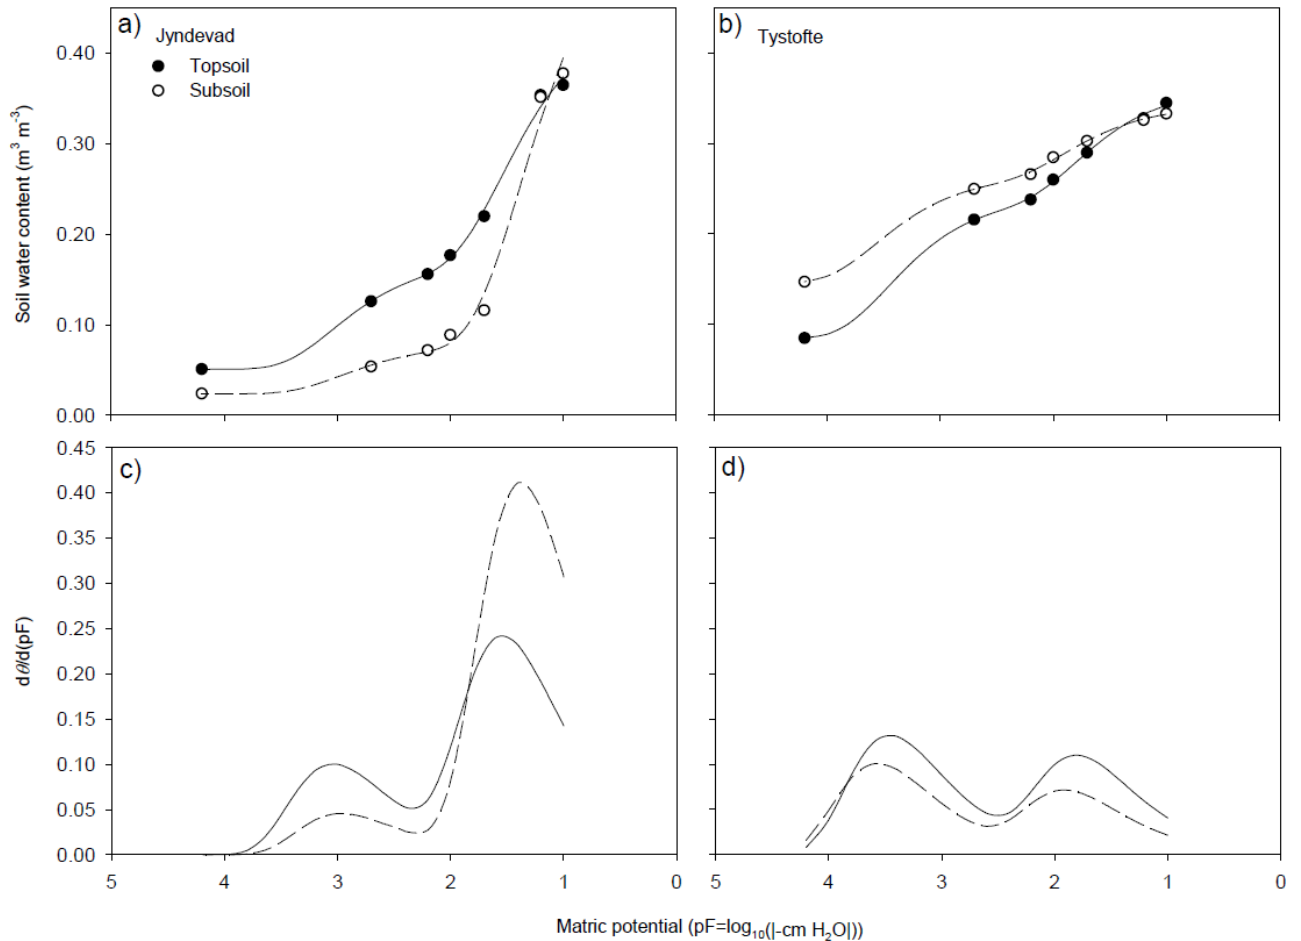 a)
Jyndevad
Topsoil
Subsoil
b)
Tystofte
0.40
0.30
0.20
0.10
0.00
Soil water content (m³ m⁻³)
c)
d)
0.45
0.40
0.35
0.30
0.25
0.20
0.15
0.10
0.05
0.00
dθ/d(pF)
5 4 3 2 1 0
5 4 3 2 1 0
Matric potential (pF=log₁₀(|-cm H₂O|))